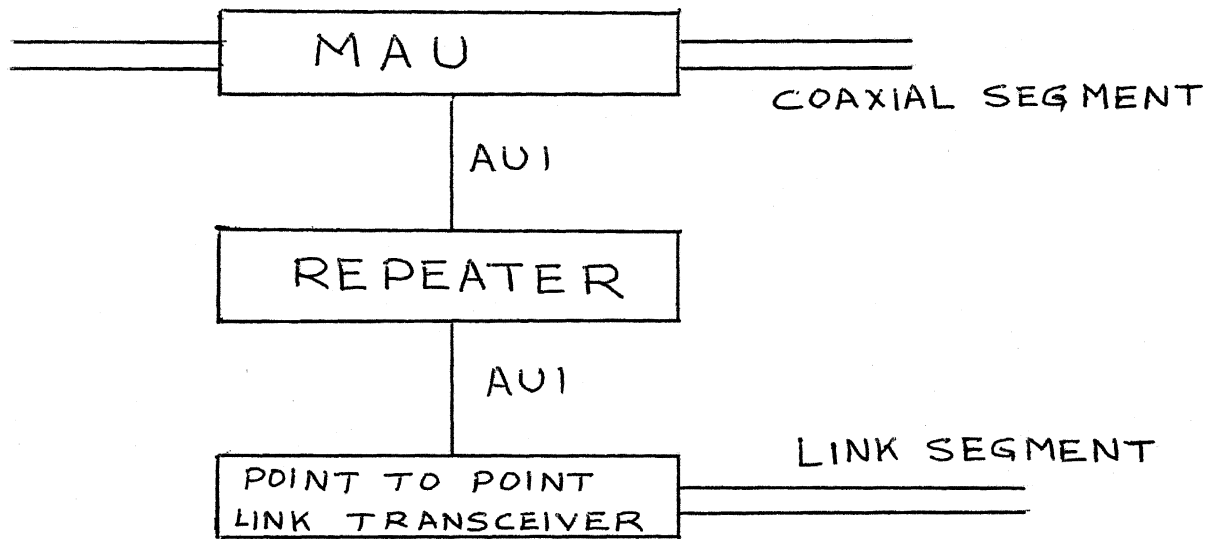 MAU
COAXIAL SEGMENT
AUI
REPEATER
AUI
LINK SEGMENT
POINT TO POINT
LINK TRANSCEIVER